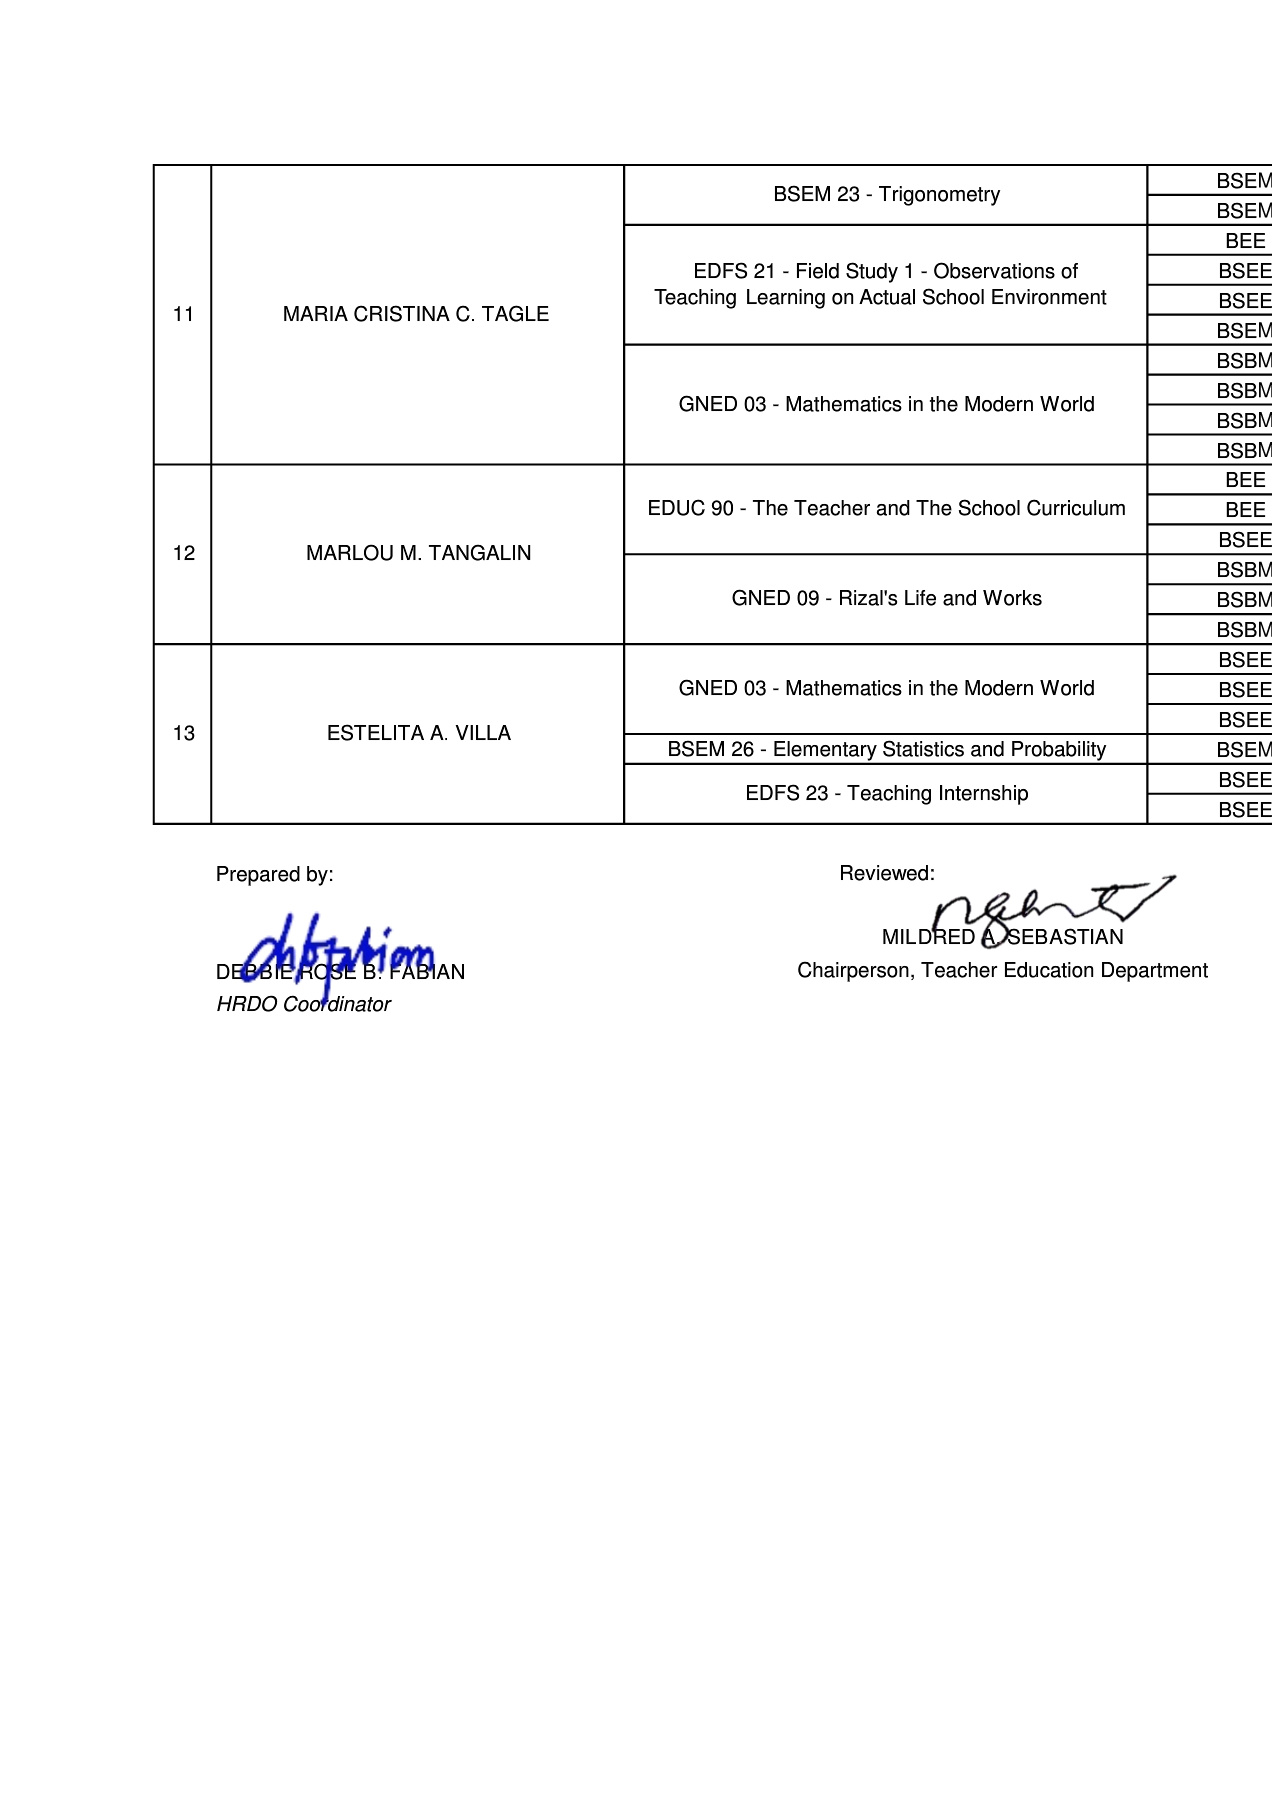 11
MARIA CRISTINA C. TAGLE
BSEM 23 - Trigonometry
BSEM
BSEM
EDFS 21 - Field Study 1 - Observations of
Teaching Learning on Actual School Environment
BEE
BSEE
BSEE
BSEM
GNED 03 - Mathematics in the Modern World
BSBM
BSBM
BSBM
BSBM
12
MARLOU M. TANGALIN
EDUC 90 - The Teacher and The School Curriculum
BEE
BEE
BSEE
GNED 09 - Rizal's Life and Works
BSBM
BSBM
BSBM
13
ESTELITA A. VILLA
GNED 03 - Mathematics in the Modern World
BSEE
BSEE
BSEE
BSEM 26 - Elementary Statistics and Probability
BSEM
EDFS 23 - Teaching Internship
BSEE
BSEE
Prepared by:
dhbfabian
DEBBIE ROSE B. FABIAN
HRDO Coordinator
Reviewed:
MILDRED A. SEBASTIAN
Chairperson, Teacher Education Department